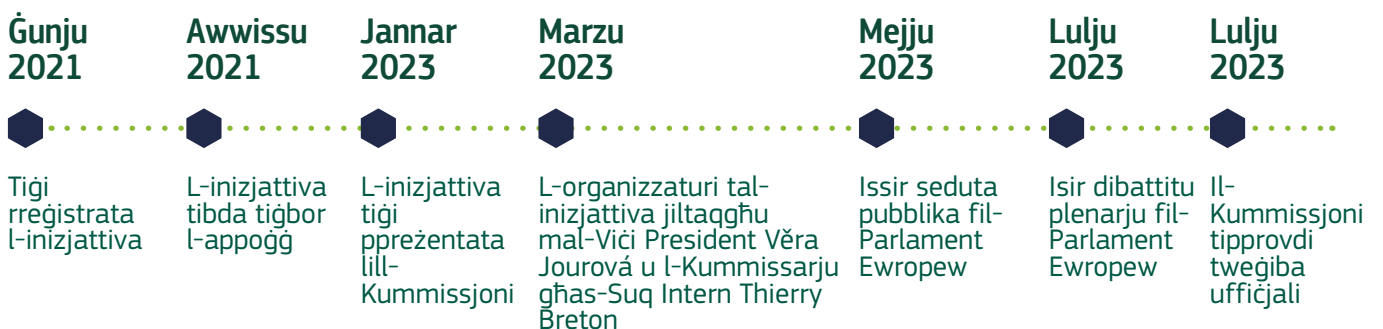 Ġunju
2021
Tiġi
rreġistrata
l-inizjattiva
Awwissu
2021
L-inizjattiva
tibda tiġbor
l-appoġġ
Jannar
2023
L-inizjattiva
tiġi
ppreżentata
lill-
Kummissjoni
Marzu
2023
L-organizzaturi tal-
inizjattiva jiltaqgħu
mal-Viċi President Věra
Jourová u l-Kummissarju
għas-Suq Intern Thierry
Breton
Mejju
2023
Issir seduta
pubblika fil-
Parlament
Ewropew
Lulju
2023
Isir dibattitu
plenarju fil-
Parlament
Ewropew
Lulju
2023
Il-
Kummissjoni
tipprovdi
tweġiba
uffiċjali